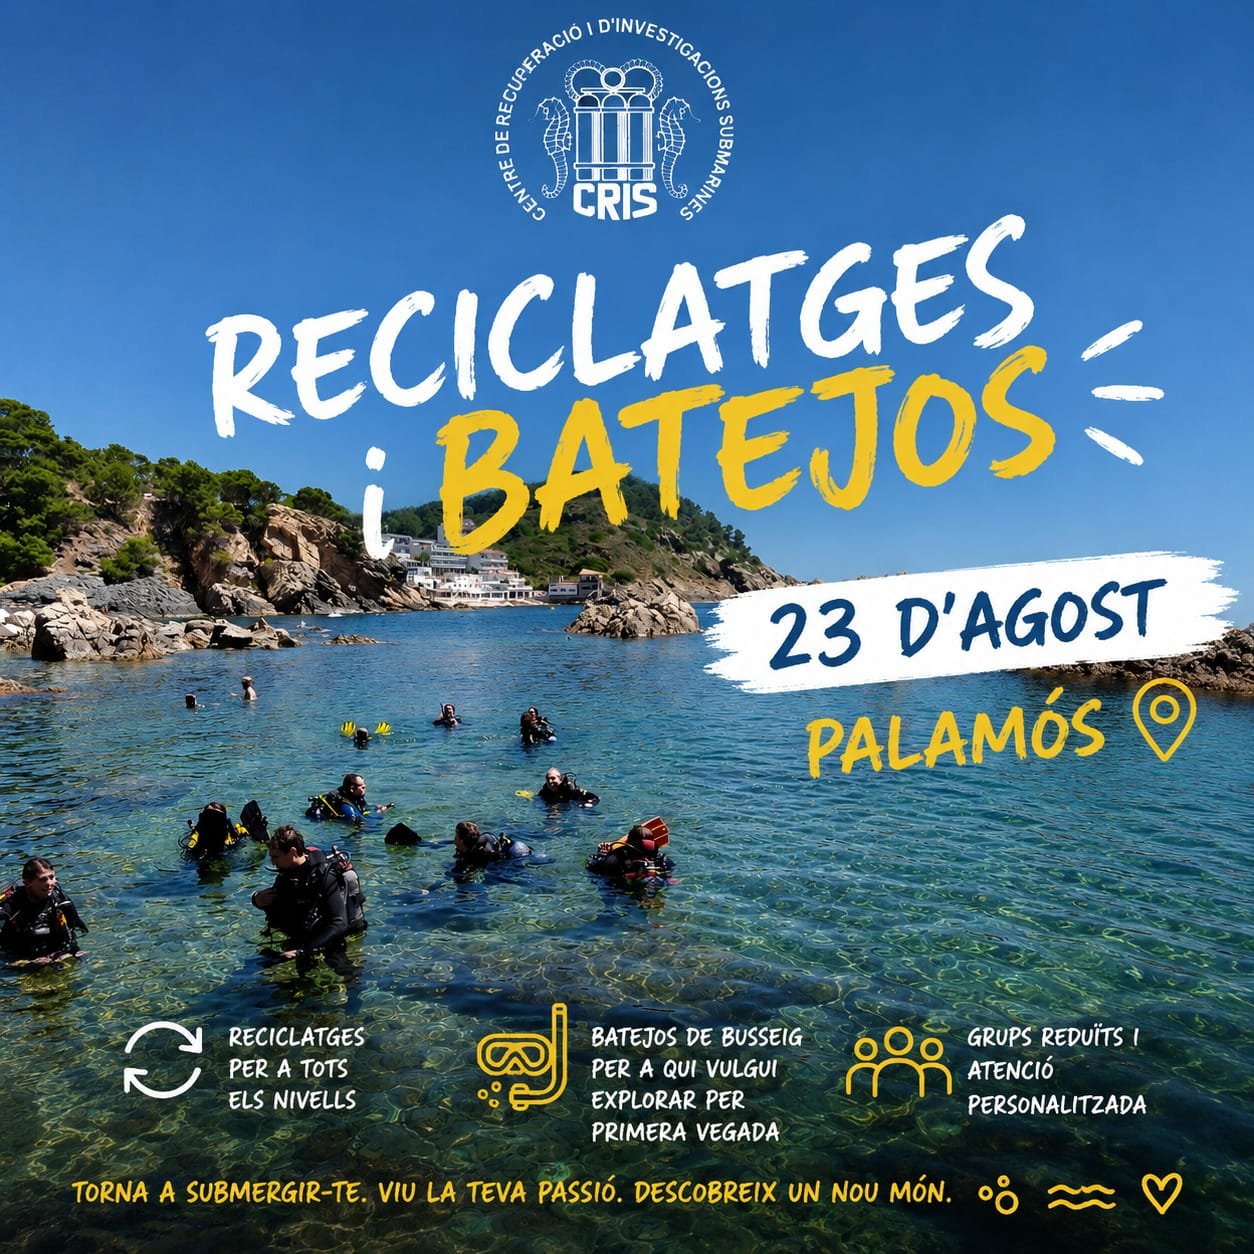 CENTRE DE RECUPERACIÓ I D'INVESTIGACIONS SUBMARINES
CRIS
RECICLATGES
i BATEJOS
23 D'AGOST
PALAMÓS
RECICLATGES
PER A TOTS
ELS NIVELLS
BATEJOS DE BUSSEIG
PER A QUI VULGUI
EXPLORAR PER
PRIMERA VEGADA
GRUPS REDUÏTS I
ATENCIÓ
PERSONALITZADA
TORNA A SUBMERGIR-TE. VIU LA TEVA PASSIÓ. DESCOBREIX UN NOU MÓN.